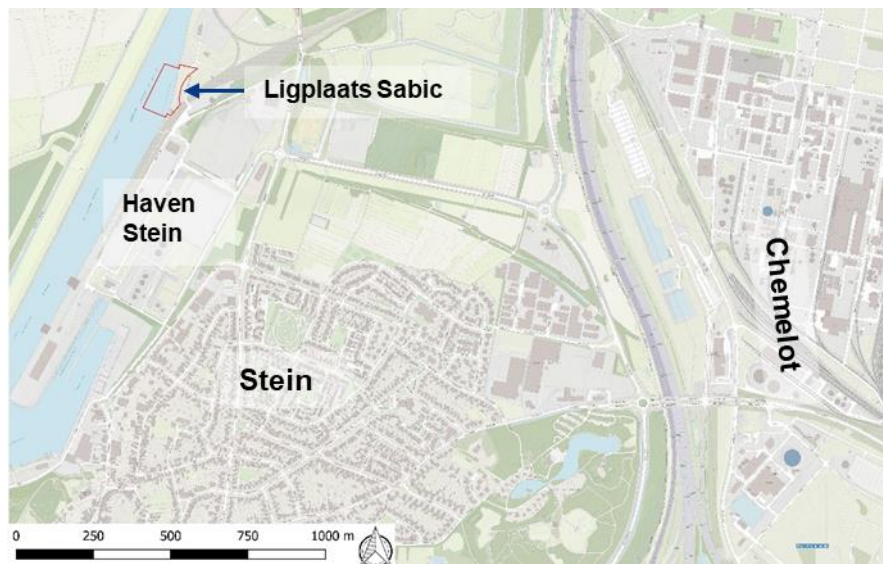 Ligplaats Sabic
Haven
Stein
Chemelot
Stein
0 250 500 750 1000 m